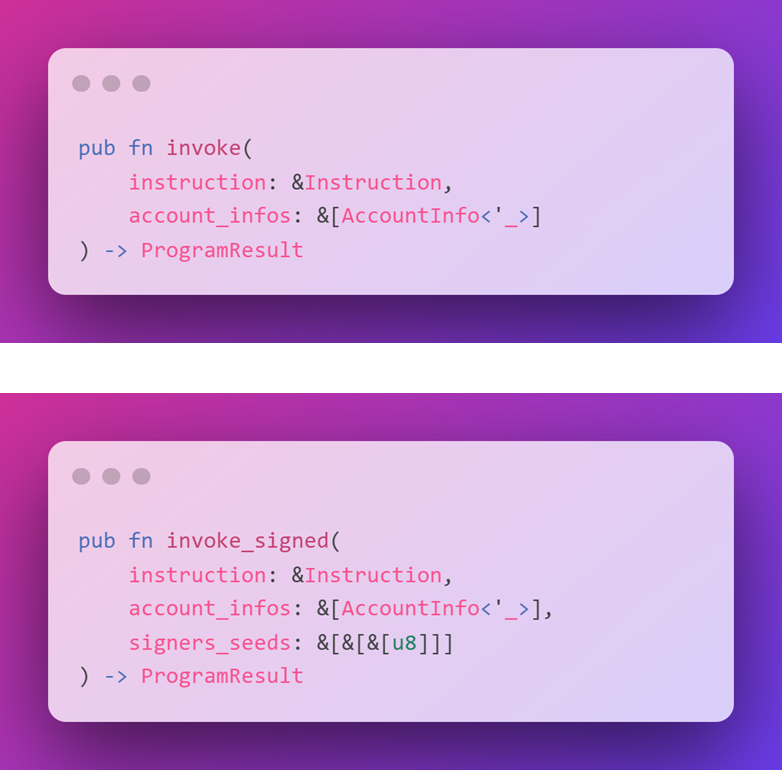 pub fn invoke(
    instruction: &Instruction,
    account_infos: &[AccountInfo<'_>]
) -> ProgramResult
pub fn invoke_signed(
    instruction: &Instruction,
    account_infos: &[AccountInfo<'_>],
    signers_seeds: &[&[&[u8]]]
) -> ProgramResult